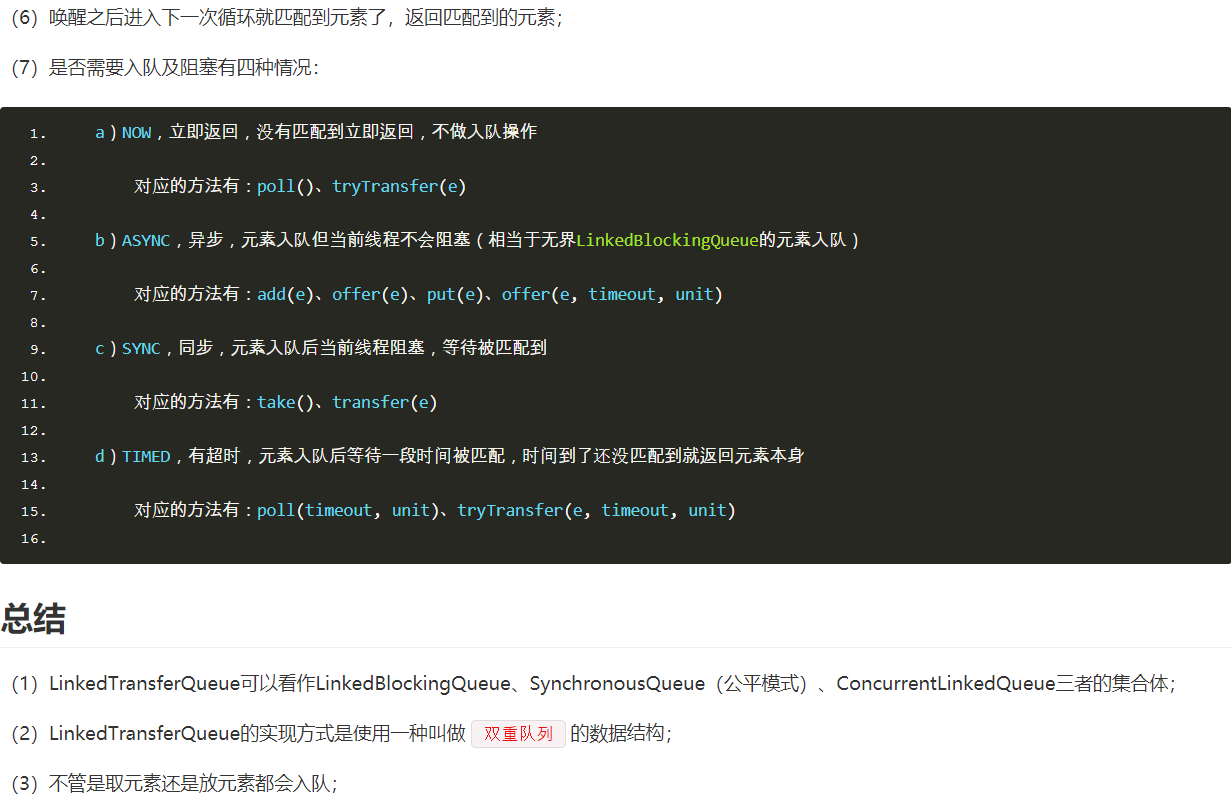 （6）唤醒之后进入下一次循环就匹配到元素了，返回匹配到的元素；
（7）是否需要入队及阻塞有四种情况：
1. a）NOW，立即返回，没有匹配到立即返回，不做入队操作
2.
3. 对应的方法有：poll()、tryTransfer(e)
4.
5. b）ASYNC，异步，元素入队但当前线程不会阻塞（相当于无界LinkedBlockingQueue的元素入队）
6.
7. 对应的方法有：add(e)、offer(e)、put(e)、offer(e, timeout, unit)
8.
9. c）SYNC，同步，元素入队后当前线程阻塞，等待被匹配到
10.
11. 对应的方法有：take()、transfer(e)
12.
13. d）TIMED，有超时，元素入队后等待一段时间被匹配，时间到了还没匹配到就返回元素本身
14.
15. 对应的方法有：poll(timeout, unit)、tryTransfer(e, timeout, unit)
16.
总结
（1）LinkedTransferQueue可以看作LinkedBlockingQueue、SynchronousQueue（公平模式）、ConcurrentLinkedQueue三者的集合体；
（2）LinkedTransferQueue的实现方式是使用一种叫做 双重队列 的数据结构；
（3）不管是取元素还是放元素都会入队；